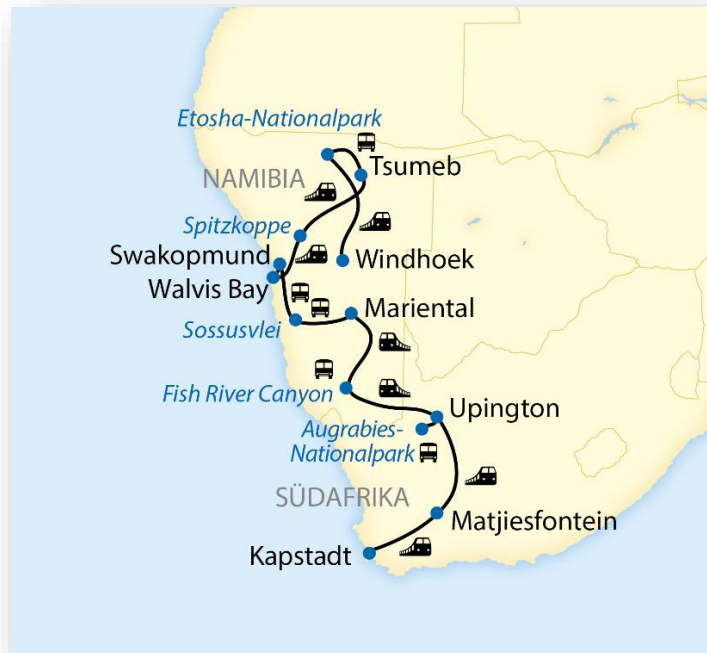 Etosha-Nationalpark
Tsumeb
NAMIBIA
Spitzkoppe
Swakopmund
Windhoek
Walvis Bay
Mariental
Sossusvlei
Fish River Canyon
Upington
Augrabies-
Nationalpark
SÜDAFRIKA
Matjiesfontein
Kapstadt